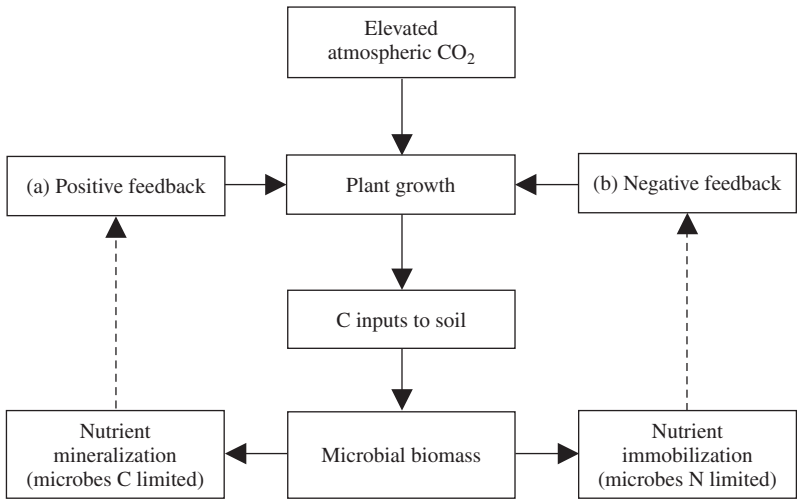 Elevated
atmospheric CO₂
(a) Positive feedback
Plant growth
(b) Negative feedback
C inputs to soil
Nutrient
mineralization
(microbes C limited)
Microbial biomass
Nutrient
immobilization
(microbes N limited)